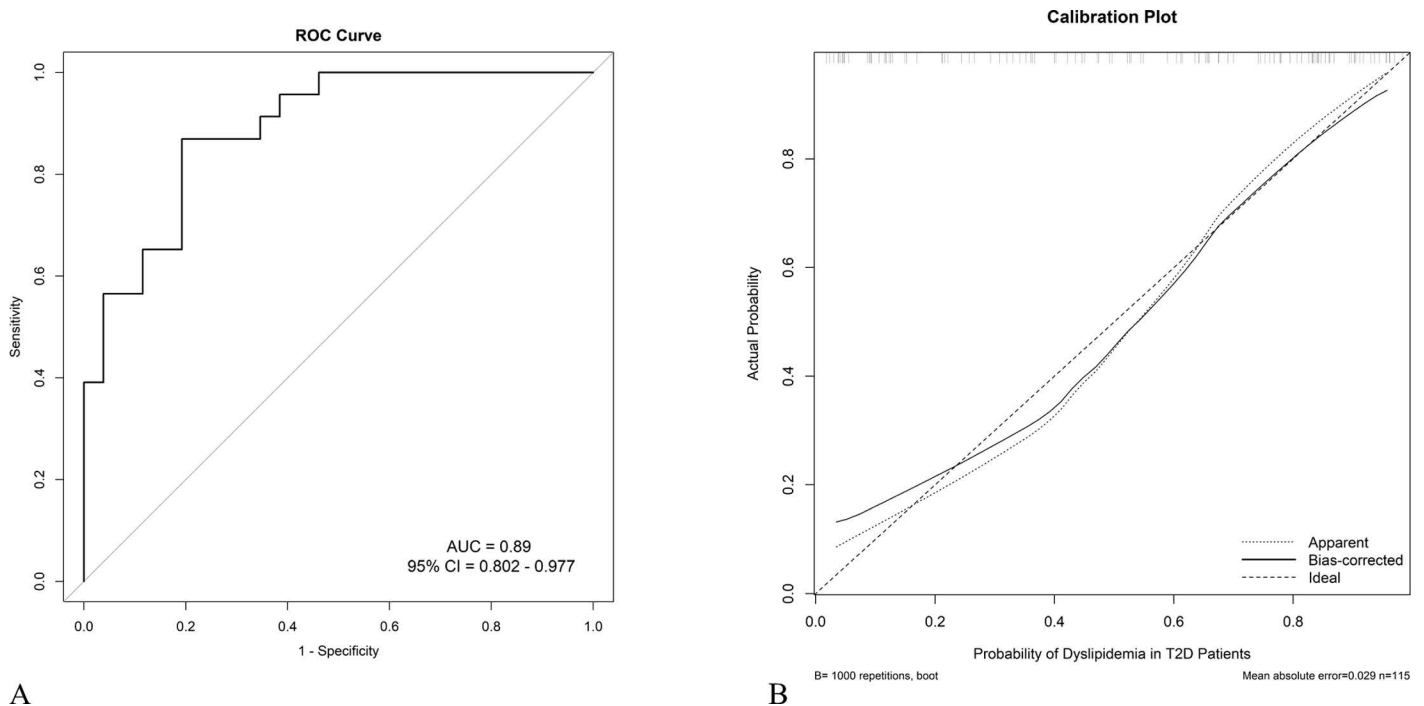 ROC Curve
Sensitivity
1.0
0.8
0.6
0.4
0.2
0.0
AUC = 0.89
95% CI = 0.802 - 0.977
0.0 0.2 0.4 0.6 0.8 1.0
1 - Specificity
A
Calibration Plot
Actual Probability
0.8
0.6
0.4
0.2
0.0
Apparent
Bias-corrected
Ideal
0.0 0.2 0.4 0.6 0.8
Probability of Dyslipidemia in T2D Patients
B= 1000 repetitions, boot
Mean absolute error=0.029 n=115
B